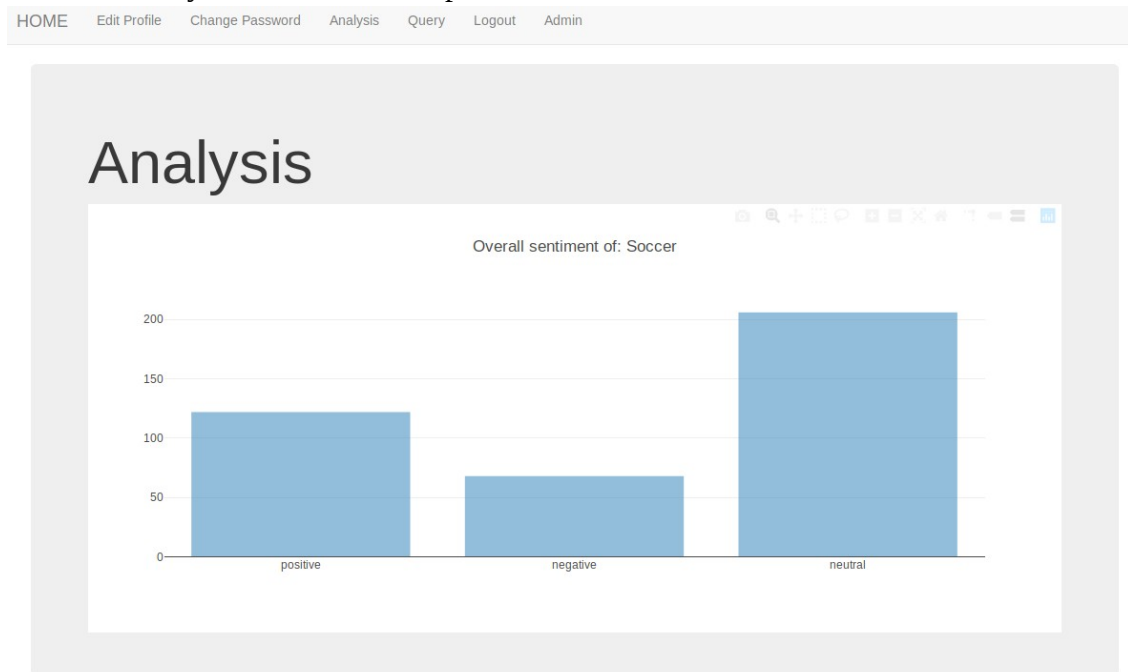 HOME Edit Profile Change Password Analysis Query Logout Admin
Analysis
Overall sentiment of: Soccer
200
150
100
50
0
positive negative neutral